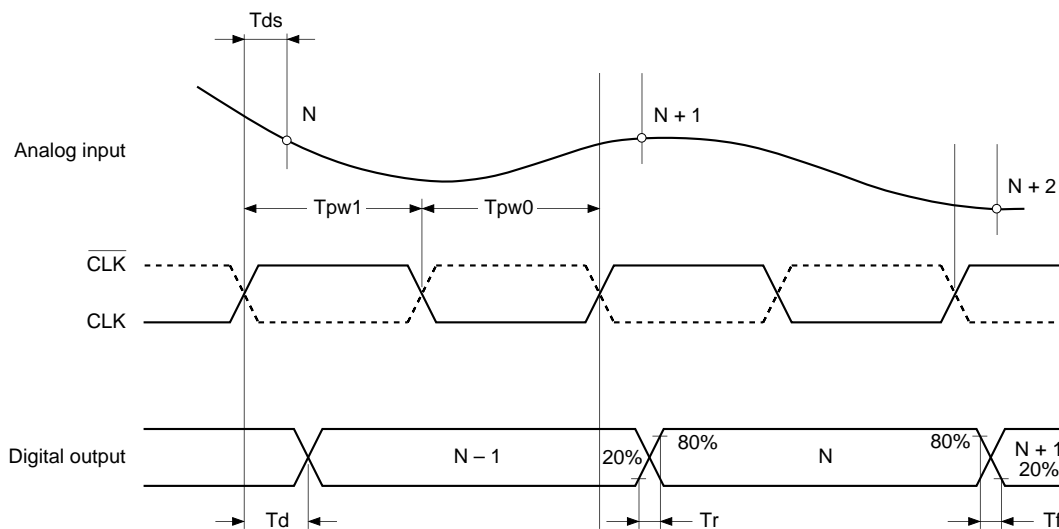 Tds
N
N + 1
Analog input
N + 2
Tpw1
Tpw0
CLK
CLK
80%
80%
Digital output
N – 1
20%
N
N + 1
20%
Td
Tr